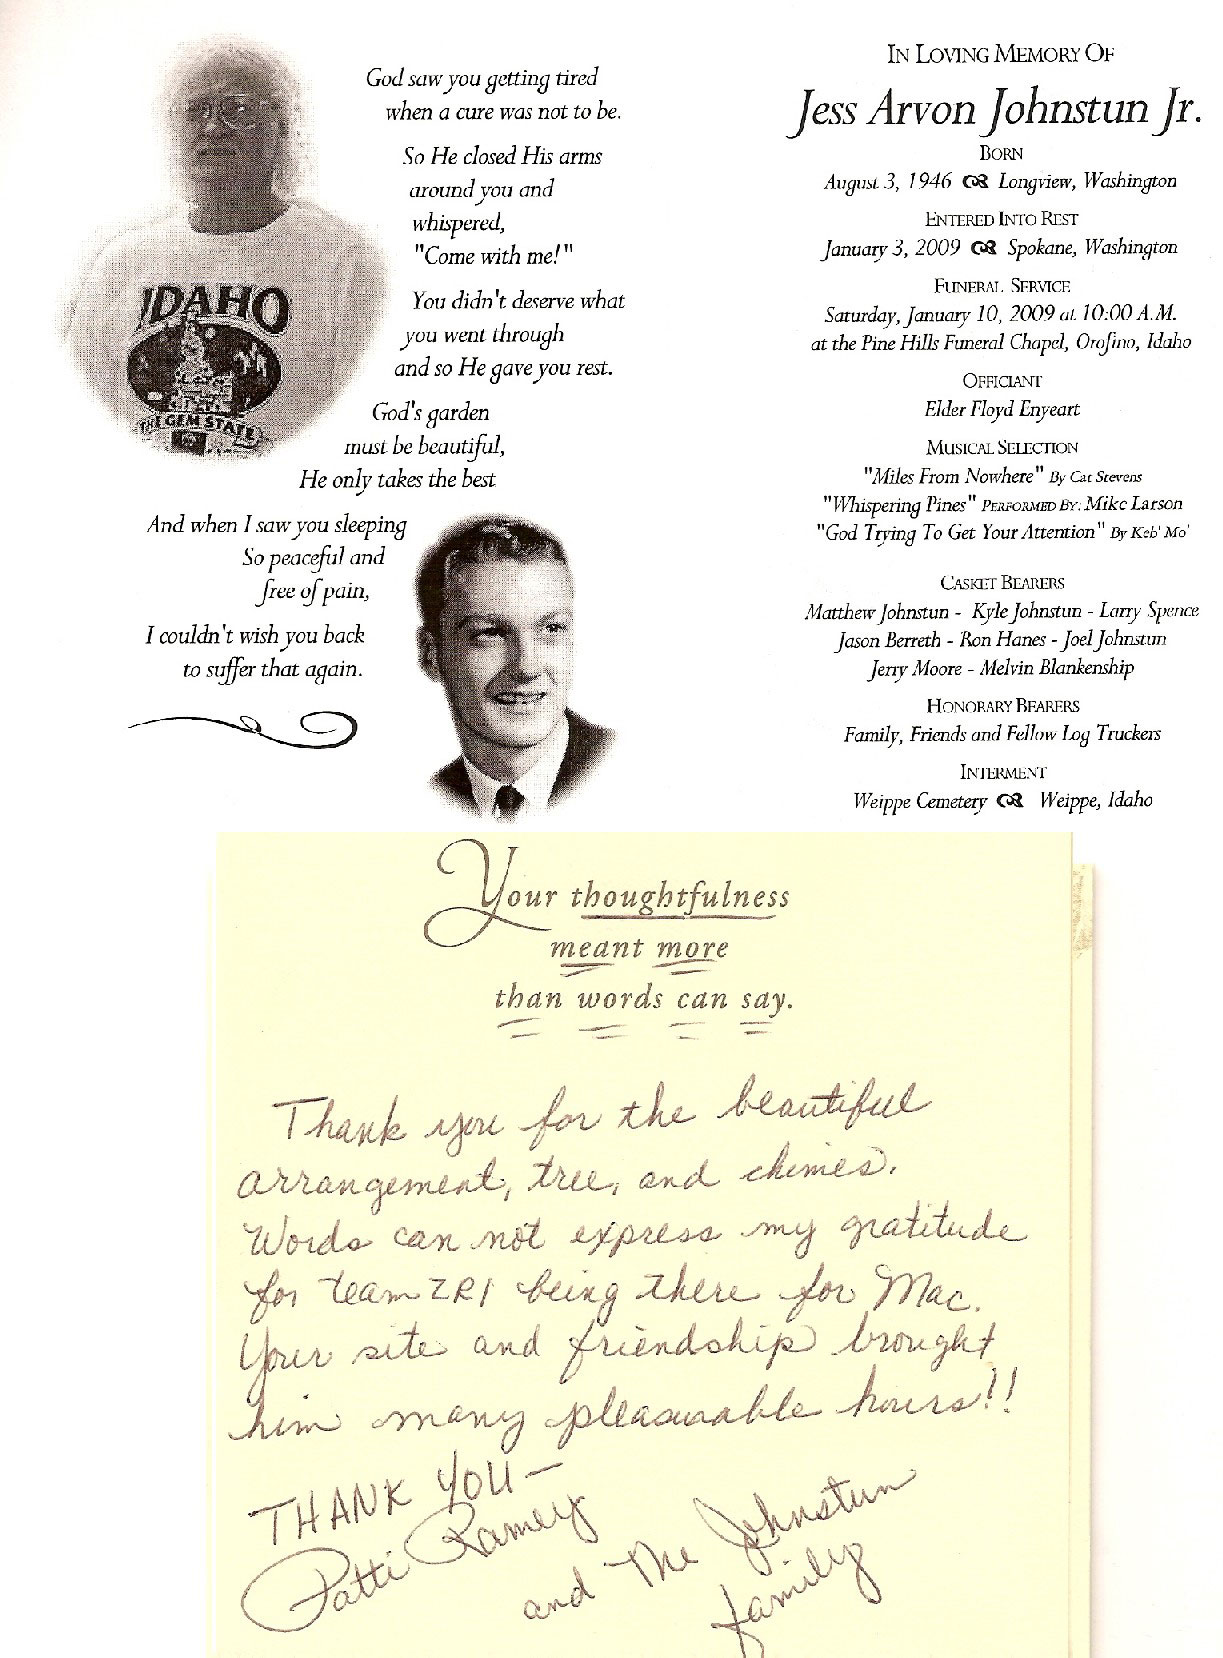 God saw you getting tired
when a cure was not to be.
So He closed His arms
around you and
whispered,
"Come with me!"
You didn't deserve what
you went through
and so He gave you rest.
God's garden
must be beautiful,
He only takes the best
And when I saw you sleeping
So peaceful and
free of pain,
I couldn't wish you back
to suffer that again.
IDAHO
THE GEM STATE
IN LOVING MEMORY OF
Jess Arvon Johnstun Jr.
BORN
August 3, 1946 Longview, Washington
ENTERED INTO REST
January 3, 2009 Spokane, Washington
FUNERAL SERVICE
Saturday, January 10, 2009 at 10:00 A.M.
at the Pine Hills Funeral Chapel, Orofino, Idaho
OFFICIANT
Elder Floyd Enyeart
MUSICAL SELECTION
"Miles From Nowhere" By Cat Stevens
"Whispering Pines" PERFORMED BY: Mike Larson
"God Trying To Get Your Attention" By Keb' Mo'
CASKET BEARERS
Matthew Johnstun - Kyle Johnstun - Larry Spence
Jason Berreth - Ron Hanes - Joel Johnstun
Jerry Moore - Melvin Blankenship
HONORARY BEARERS
Family, Friends and Fellow Log Truckers
INTERMENT
Weippe Cemetery Weippe, Idaho
Your thoughtfulness
meant more
than words can say.
Thank you for the beautiful
arrangement, tree, and chimes.
Words can not express my gratitude
for team ZR1 being there for Mac.
Your site and friendship brought
him many pleasurable hours!!
THANK YOU—
Patti Ramey
and The Johnstun
family